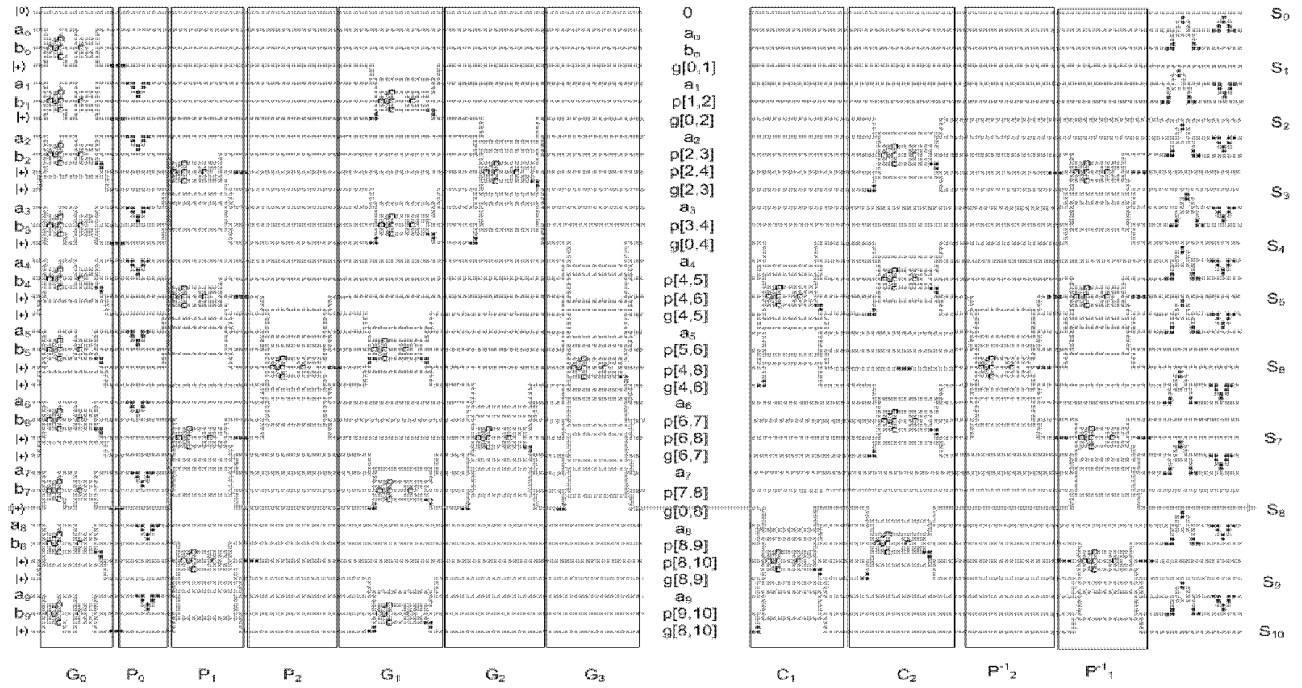 |0⟩
a₀
b₀
|+⟩
a₁
b₁
|+⟩
a₂
b₂
|+⟩
|+⟩
a₃
b₃
|+⟩
a₄
b₄
|+⟩
|+⟩
a₅
b₅
|+⟩
|+⟩
a₆
b₆
|+⟩
|+⟩
a₇
b₇
|+⟩
a₈
b₈
|+⟩
|+⟩
a₉
b₉
|+⟩
G₀ P₀ P₁ P₂ G₁ G₂ G₃
0
a₀
b₀
g[0,1]
a₁
p[1,2]
g[0,2]
a₂
p[2,3]
p[2,4]
g[2,3]
a₃
p[3,4]
g[0,4]
a₄
p[4,5]
p[4,6]
g[4,5]
a₅
p[5,6]
p[4,8]
g[4,6]
a₆
p[6,7]
p[6,8]
g[6,7]
a₇
p[7,8]
g[0,8]
a₈
p[8,9]
p[8,10]
g[8,9]
a₉
p[9,10]
g[8,10]
C₁ C₂ P⁻¹₂ P⁻¹₁
S₀
S₁
S₂
S₃
S₄
S₅
S₆
S₇
S₈
S₉
S₁₀